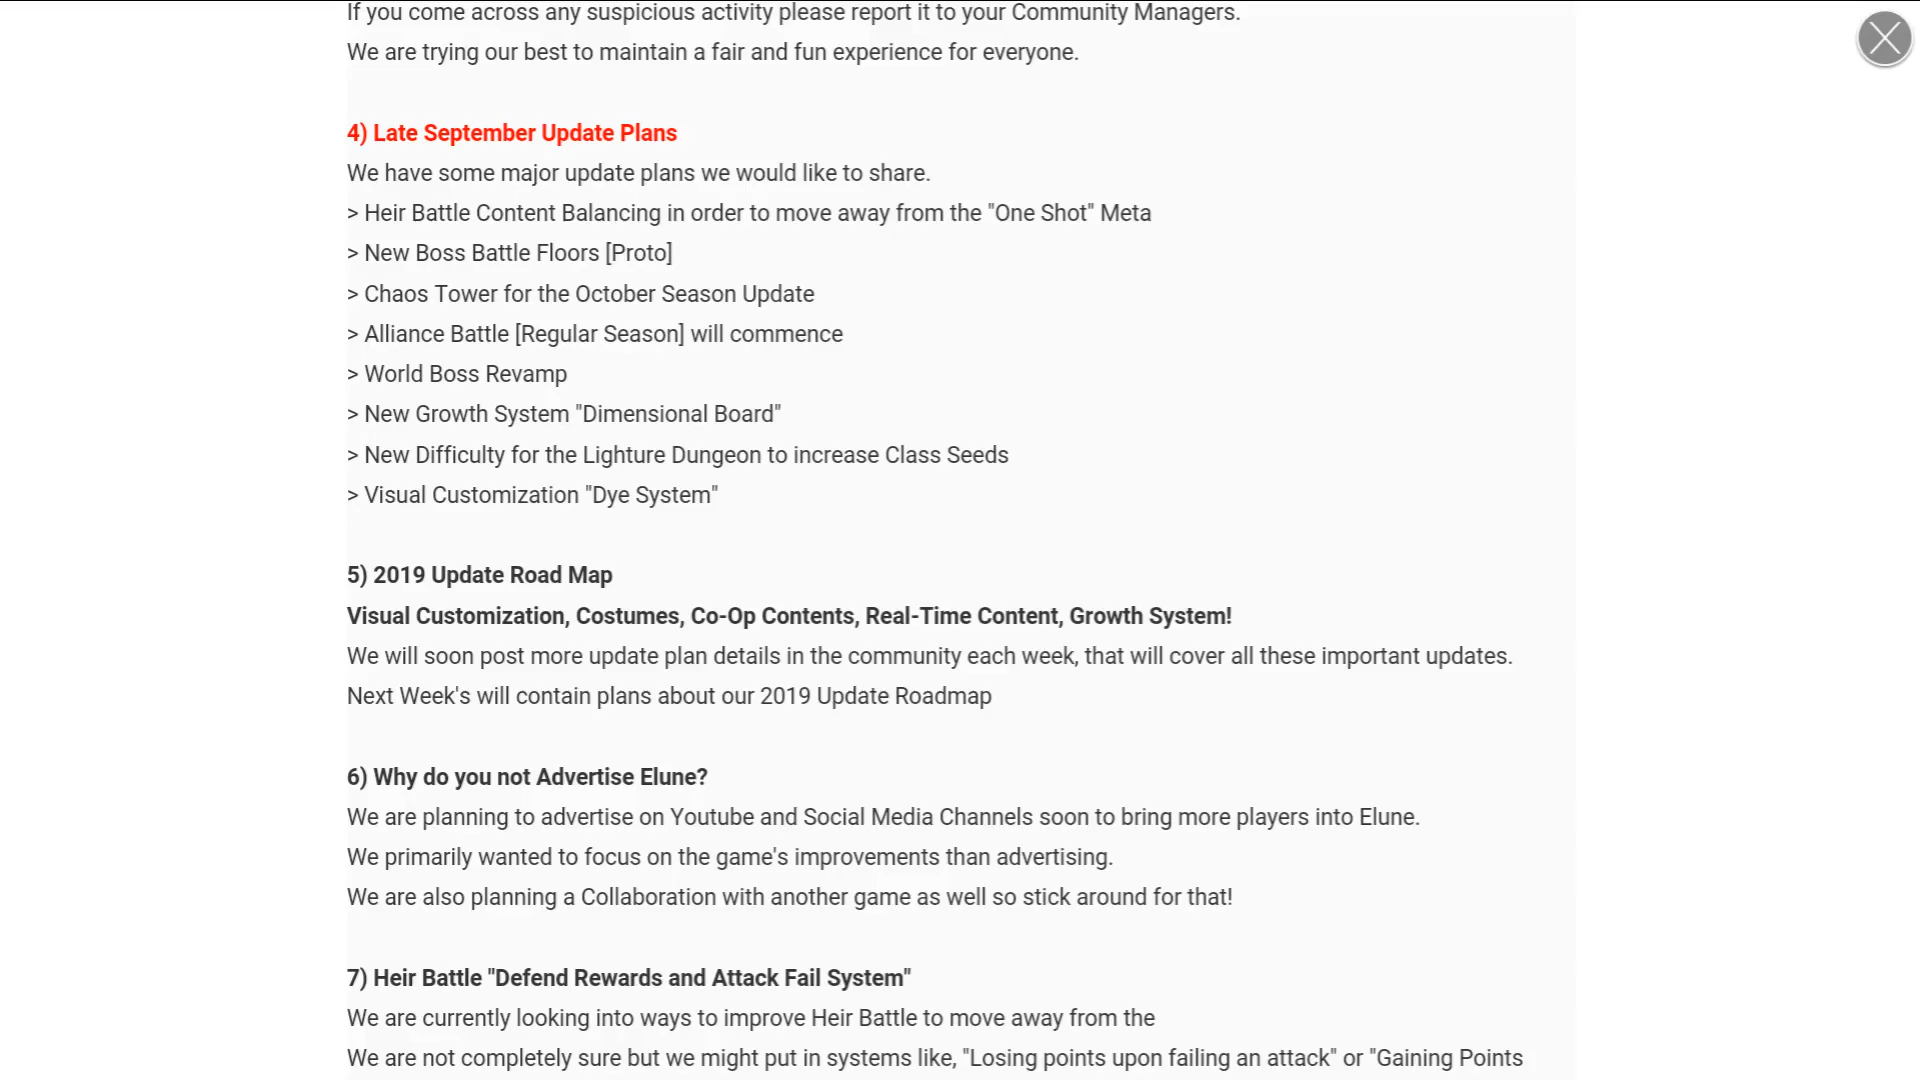 If you come across any suspicious activity please report it to your Community Managers.
We are trying our best to maintain a fair and fun experience for everyone.
4) Late September Update Plans
We have some major update plans we would like to share.
> Heir Battle Content Balancing in order to move away from the "One Shot" Meta
> New Boss Battle Floors [Proto]
> Chaos Tower for the October Season Update
> Alliance Battle [Regular Season] will commence
> World Boss Revamp
> New Growth System "Dimensional Board"
> New Difficulty for the Lighture Dungeon to increase Class Seeds
> Visual Customization "Dye System"
5) 2019 Update Road Map
Visual Customization, Costumes, Co-Op Contents, Real-Time Content, Growth System!
We will soon post more update plan details in the community each week, that will cover all these important updates.
Next Week's will contain plans about our 2019 Update Roadmap
6) Why do you not Advertise Elune?
We are planning to advertise on Youtube and Social Media Channels soon to bring more players into Elune.
We primarily wanted to focus on the game's improvements than advertising.
We are also planning a Collaboration with another game as well so stick around for that!
7) Heir Battle "Defend Rewards and Attack Fail System"
We are currently looking into ways to improve Heir Battle to move away from the
We are not completely sure but we might put in systems like, "Losing points upon failing an attack" or "Gaining Points